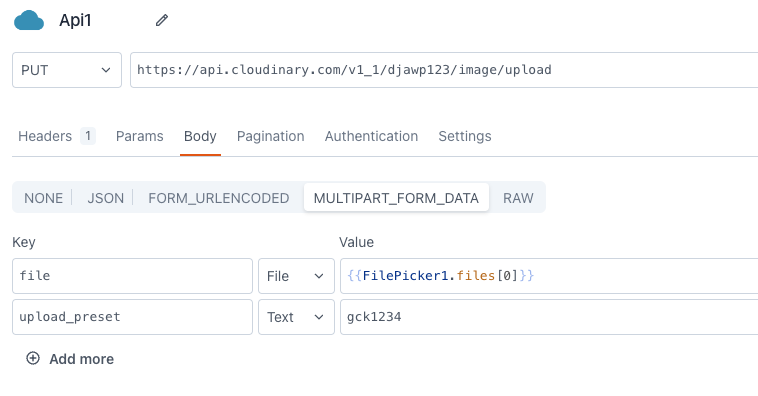 Api1
PUT https://api.cloudinary.com/v1_1/djawp123/image/upload
Headers 1 Params Body Pagination Authentication Settings
NONE JSON FORM_URLENCODED MULTIPART_FORM_DATA RAW
Key Value
file File {{FilePicker1.files[0]}}
upload_preset Text gck1234
Add more